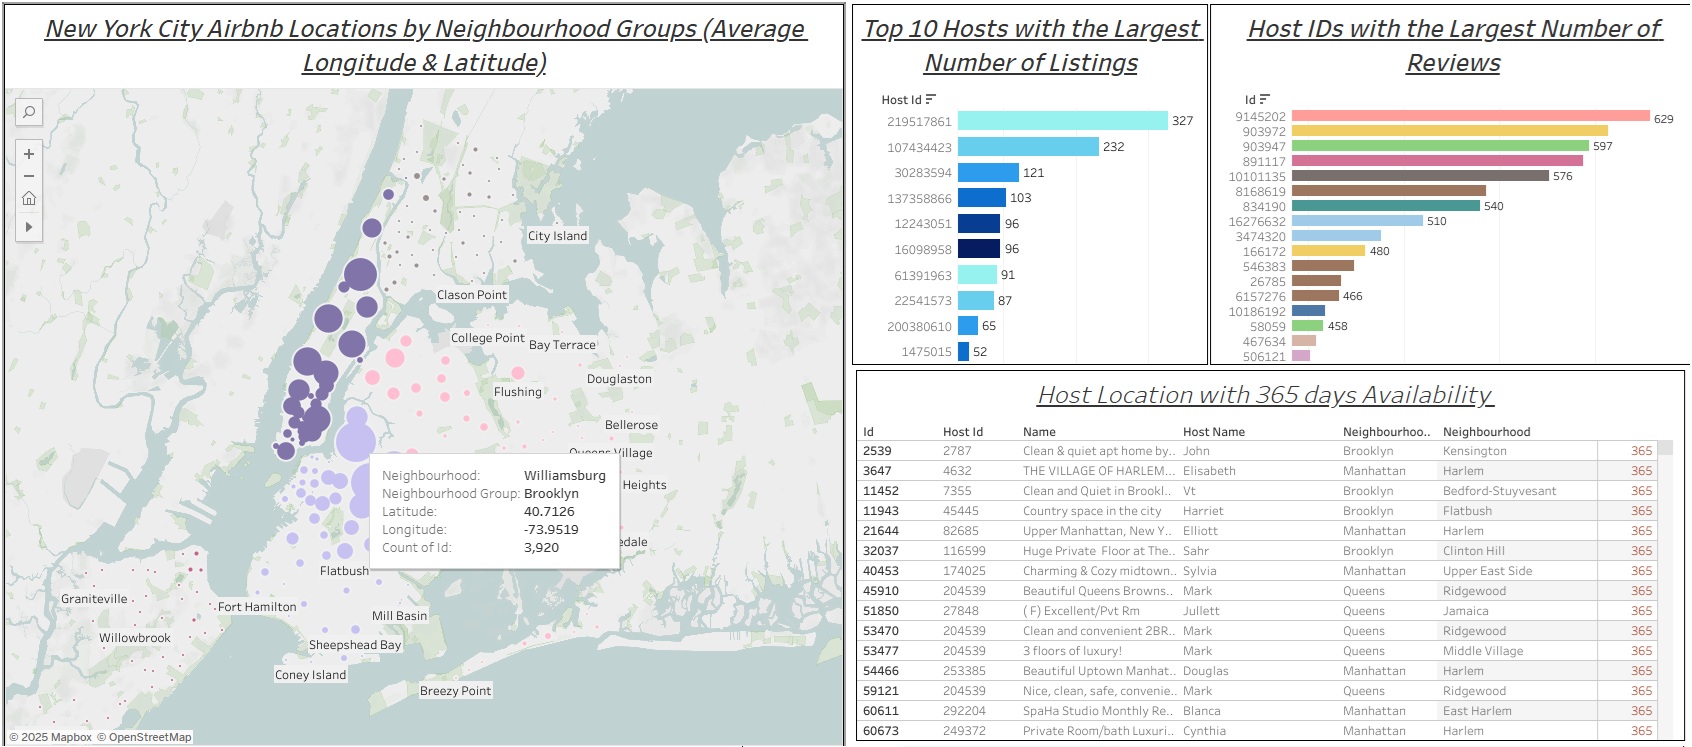 New York City Airbnb Locations by Neighbourhood Groups (Average
Longitude & Latitude)
City Island
Clason Point
College Point
Bay Terrace
Douglaston
Flushing
Bellerose
Queens Village
Heights
Neighbourhood: Williamsburg
Neighbourhood Group: Brooklyn
Latitude: 40.7126
Longitude: -73.9519
Count of Id: 3,920
edale
Flatbush
Graniteville
Fort Hamilton
Mill Basin
Willowbrook
Sheepshead Bay
Coney Island
Breezy Point
© 2025 Mapbox © OpenStreetMap
Top 10 Hosts with the Largest
Number of Listings
Host Id
219517861 327
107434423 232
30283594 121
137358866 103
12243051 96
16098958 96
61391963 91
22541573 87
200380610 65
1475015 52
Host IDs with the Largest Number of
Reviews
Id
9145202 629
903972
903947 597
891117
10101135 576
8168619
834190 540
16276632 510
3474320
166172 480
546383
26785
6157276 466
10186192
58059 458
467634
506121
Host Location with 365 days Availability
Id Host Id Name Host Name Neighbourhoo.. Neighbourhood
2539 2787 Clean & quiet apt home by.. John Brooklyn Kensington 365
3647 4632 THE VILLAGE OF HARLEM... Elisabeth Manhattan Harlem 365
11452 7355 Clean and Quiet in Brookl.. Vt Brooklyn Bedford-Stuyvesant 365
11943 45445 Country space in the city Harriet Brooklyn Flatbush 365
21644 82685 Upper Manhattan, New Y.. Elliott Manhattan Harlem 365
32037 116599 Huge Private Floor at The.. Sahr Brooklyn Clinton Hill 365
40453 174025 Charming & Cozy midtown.. Sylvia Manhattan Upper East Side 365
45910 204539 Beautiful Queens Browns.. Mark Queens Ridgewood 365
51850 27848 ( F) Excellent/Pvt Rm Jullett Queens Jamaica 365
53470 204539 Clean and convenient 2BR.. Mark Queens Ridgewood 365
53477 204539 3 floors of luxury! Mark Queens Middle Village 365
54466 253385 Beautiful Uptown Manhat.. Douglas Manhattan Harlem 365
59121 204539 Nice, clean, safe, convenie.. Mark Queens Ridgewood 365
60611 292204 SpaHa Studio Monthly Re.. Blanca Manhattan East Harlem 365
60673 249372 Private Room/bath Luxuri.. Cynthia Manhattan Harlem 365